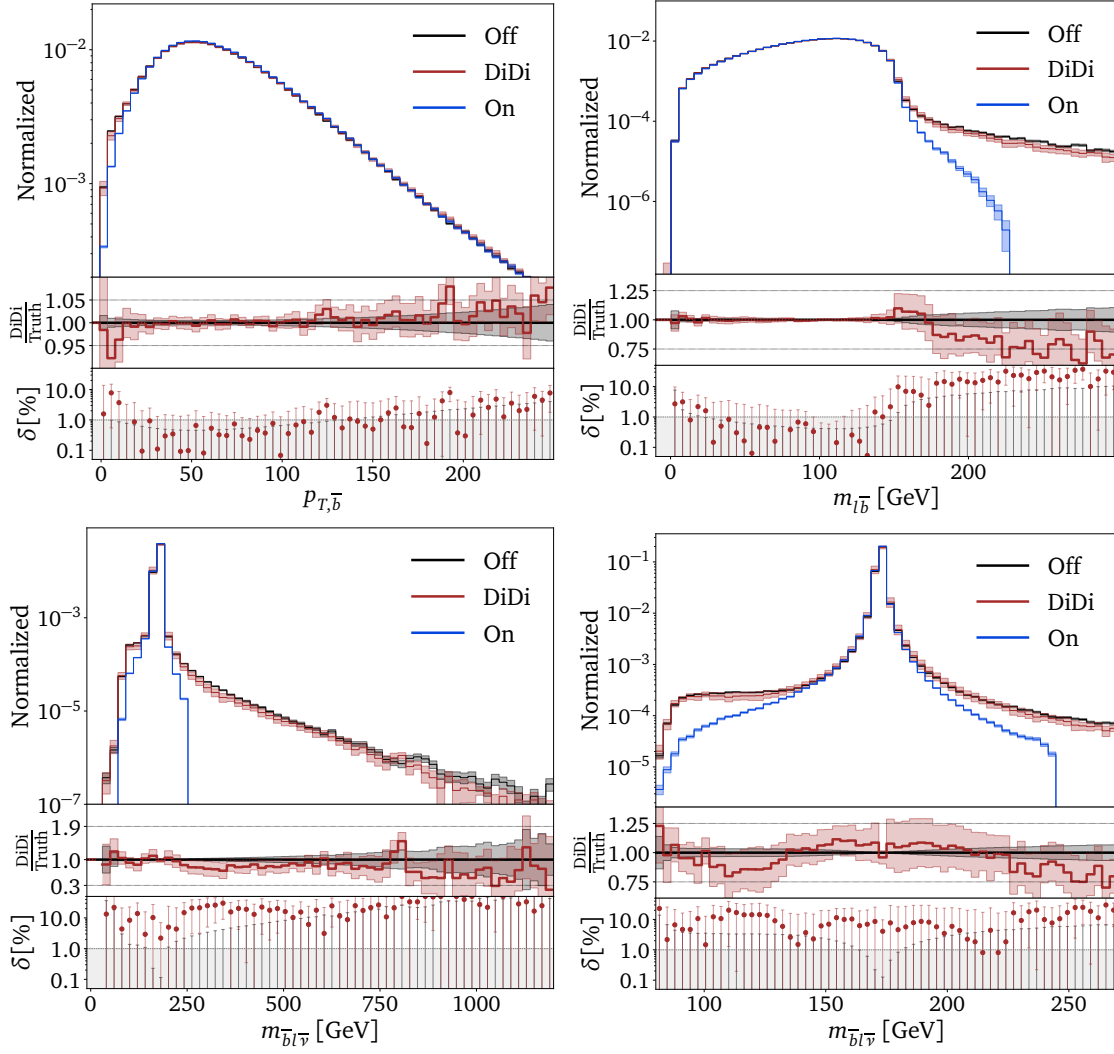 Normalized
10⁻²
10⁻³
Off
DiDi
On
DiDi
Truth
1.05
1.00
0.95
δ[%]
10.0
1.0
0.1
0 50 100 150 200
p_{T,b̅}
Normalized
10⁻²
10⁻⁴
10⁻⁶
Off
DiDi
On
DiDi
Truth
1.25
1.00
0.75
δ[%]
10.0
1.0
0.1
0 100 200
m_{lb̅} [GeV]
Normalized
10⁻³
10⁻⁵
10⁻⁷
Off
DiDi
On
DiDi
Truth
1.9
1.0
0.3
δ[%]
10.0
1.0
0.1
0 250 500 750 1000
m_{b̅lν̅} [GeV]
Normalized
10⁻¹
10⁻²
10⁻³
10⁻⁴
10⁻⁵
Off
DiDi
On
DiDi
Truth
1.25
1.00
0.75
δ[%]
10.0
1.0
0.1
100 150 200 250
m_{b̅lν̅} [GeV]